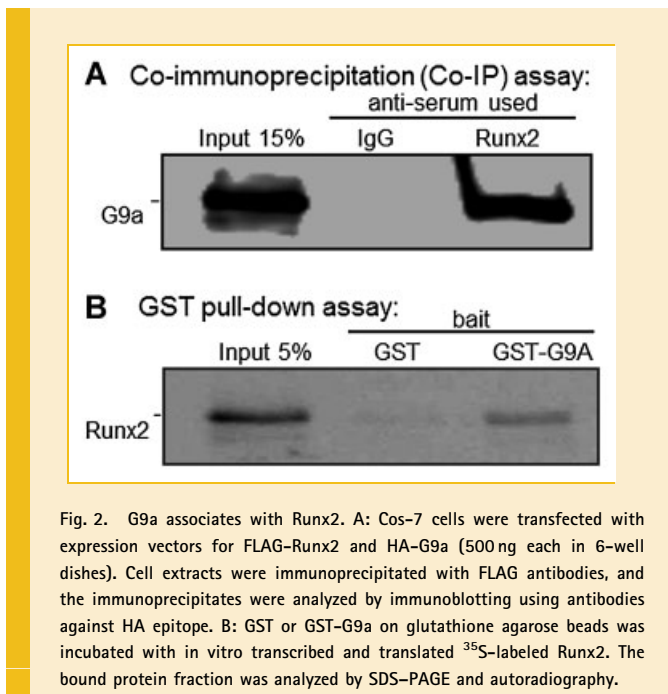 A Co-immunoprecipitation (Co-IP) assay:
anti-serum used
Input 15% IgG Runx2
G9a
B GST pull-down assay:
bait
Input 5% GST GST-G9A
Runx2
Fig. 2. G9a associates with Runx2. A: Cos-7 cells were transfected with
expression vectors for FLAG-Runx2 and HA-G9a (500 ng each in 6-well
dishes). Cell extracts were immunoprecipitated with FLAG antibodies, and
the immunoprecipitates were analyzed by immunoblotting using antibodies
against HA epitope. B: GST or GST-G9a on glutathione agarose beads was
incubated with in vitro transcribed and translated ³⁵S-labeled Runx2. The
bound protein fraction was analyzed by SDS–PAGE and autoradiography.